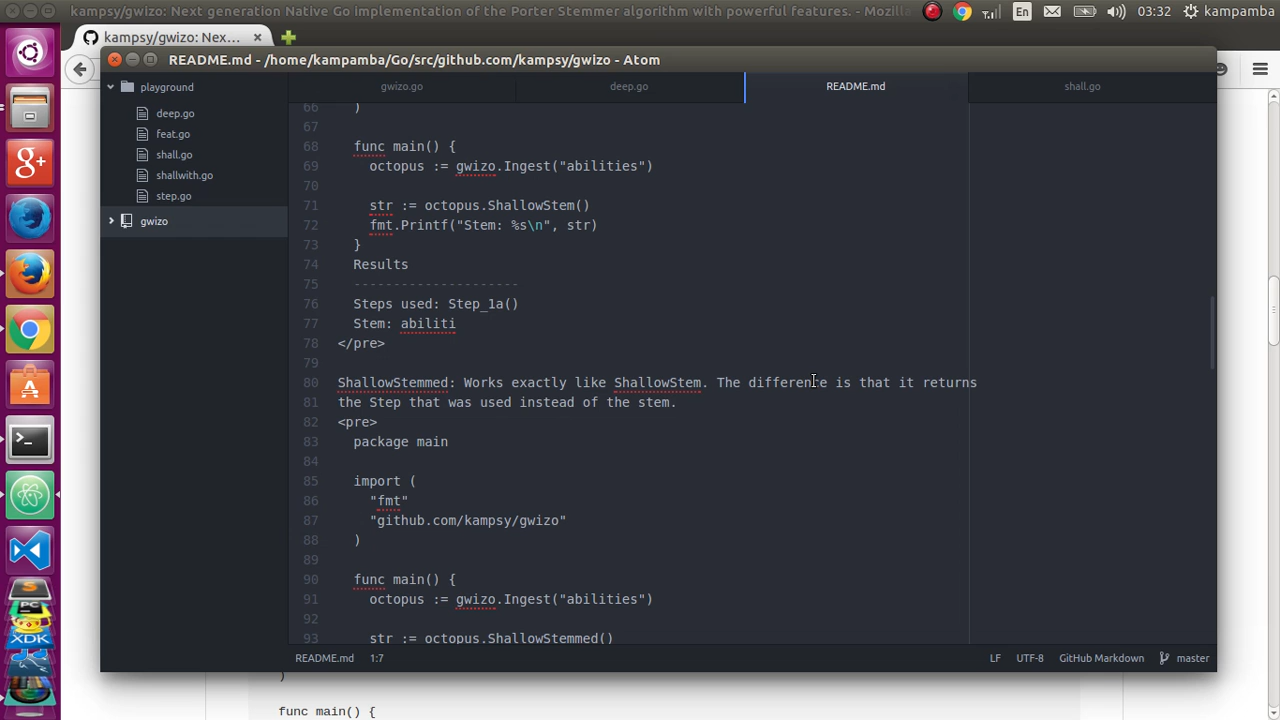 kampsy/gwizo: Next generation Native Go implementation of the Porter Stemmer algorithm with powerful features. - Mozilla
En
03:32
kampamba
kampsy/gwizo: Nex...
README.md - /home/kampamba/Go/src/github.com/kampsy/gwizo - Atom
playground
deep.go
feat.go
shall.go
shallwith.go
step.go
gwizo
gwizo.go
deep.go
README.md
shall.go
66 )
67
68 func main() {
69 octopus := gwizo.Ingest("abilities")
70
71 str := octopus.ShallowStem()
72 fmt.Printf("Stem: %s\n", str)
73 }
74 Results
75 ---------------------
76 Steps used: Step_1a()
77 Stem: abiliti
78 </pre>
79
80 ShallowStemmed: Works exactly like ShallowStem. The difference is that it returns
81 the Step that was used instead of the stem.
82 <pre>
83 package main
84
85 import (
86 "fmt"
87 "github.com/kampsy/gwizo"
88 )
89
90 func main() {
91 octopus := gwizo.Ingest("abilities")
92
93 str := octopus.ShallowStemmed()
README.md 1:7
LF UTF-8 GitHub Markdown master
PC
XDK
)
func main() {